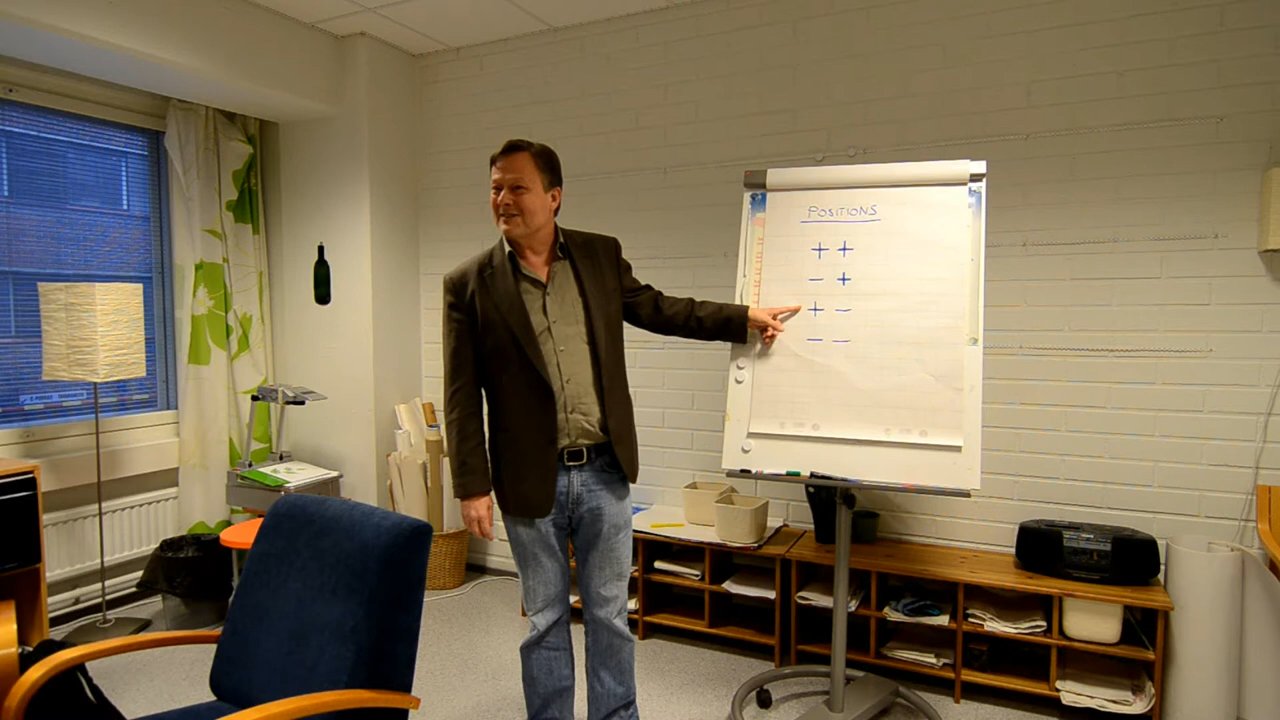 POSITIONS
+ +
- +
+ -
- -